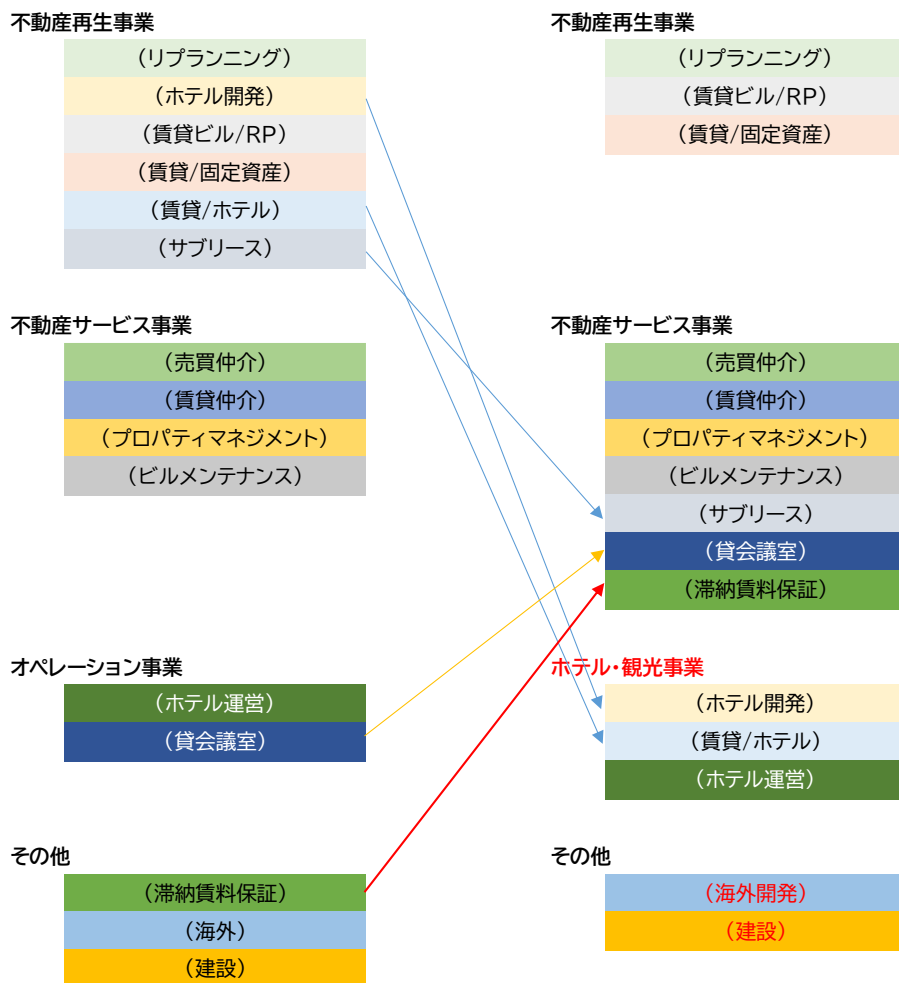 不動産再生事業
（リプランニング）
（ホテル開発）
（賃貸ビル/RP）
（賃貸/固定資産）
（賃貸/ホテル）
（サブリース）
不動産サービス事業
（売買仲介）
（賃貸仲介）
（プロパティマネジメント）
（ビルメンテナンス）
オペレーション事業
（ホテル運営）
（貸会議室）
その他
（滞納賃料保証）
（海外）
（建設）
不動産再生事業
（リプランニング）
（賃貸ビル/RP）
（賃貸/固定資産）
不動産サービス事業
（売買仲介）
（賃貸仲介）
（プロパティマネジメント）
（ビルメンテナンス）
（サブリース）
（貸会議室）
（滞納賃料保証）
ホテル・観光事業
（ホテル開発）
（賃貸/ホテル）
（ホテル運営）
その他
（海外開発）
（建設）